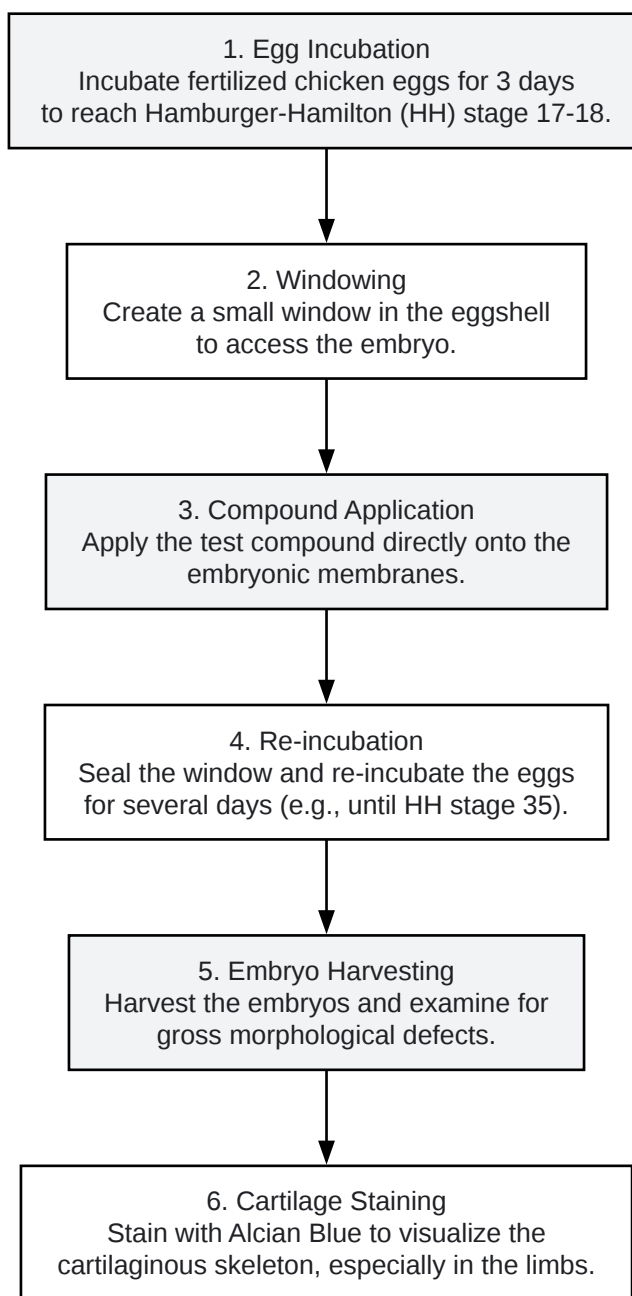 1. Egg Incubation
Incubate fertilized chicken eggs for 3 days
to reach Hamburger-Hamilton (HH) stage 17-18.
2. Windowing
Create a small window in the eggshell
to access the embryo.
3. Compound Application
Apply the test compound directly onto the
embryonic membranes.
4. Re-incubation
Seal the window and re-incubate the eggs
for several days (e.g., until HH stage 35).
5. Embryo Harvesting
Harvest the embryos and examine for
gross morphological defects.
6. Cartilage Staining
Stain with Alcian Blue to visualize the
cartilaginous skeleton, especially in the limbs.